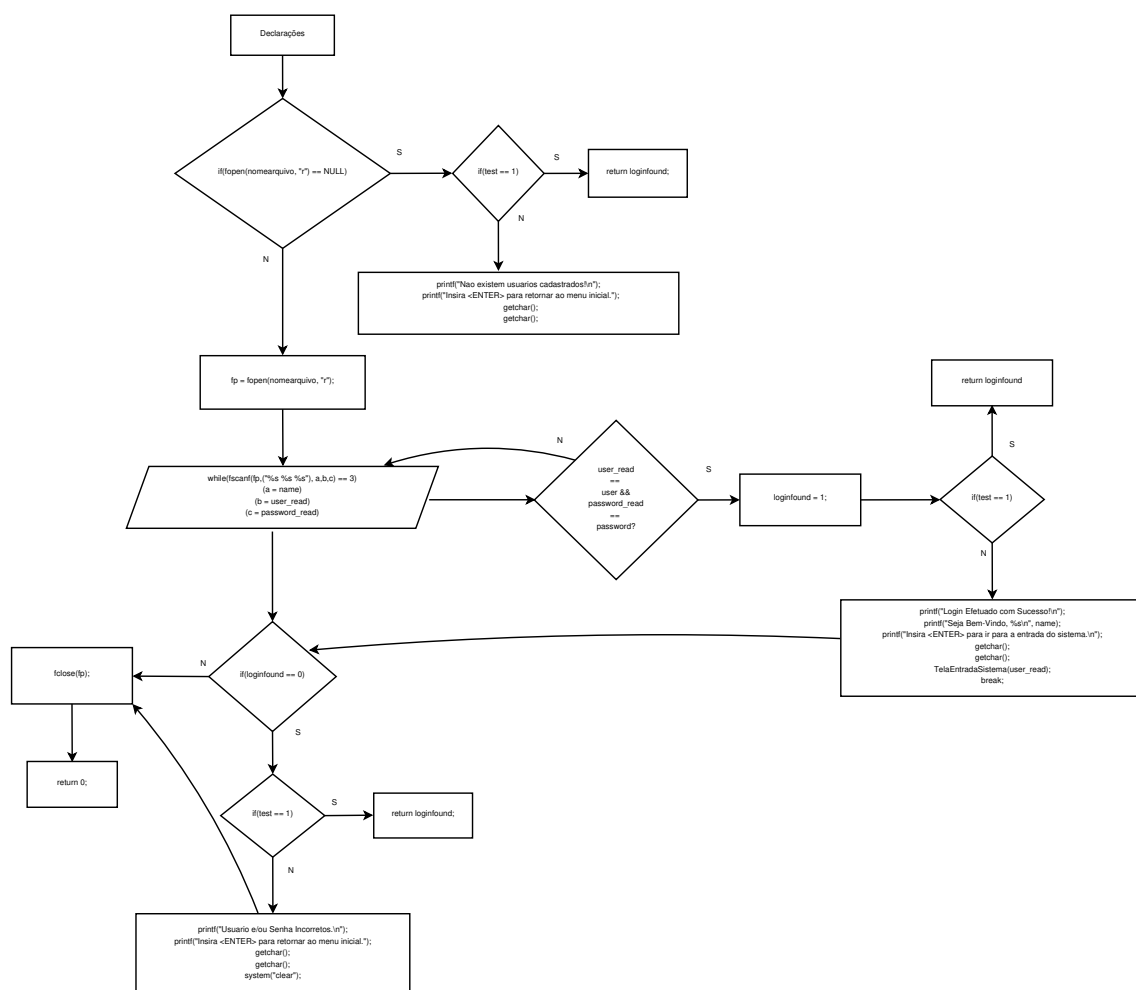 Declarações
if(fopen(nomearquivo, "r") == NULL)
S
if(test == 1)
S
return loginfound;
N
N
printf("Nao existem usuarios cadastrados!\n");
printf("Insira <ENTER> para retornar ao menu inicial.");
getchar();
getchar();
fp = fopen(nomearquivo, "r");
while(fscanf(fp,("%s %s %s"), a,b,c) == 3)
(a = name)
(b = user_read)
(c = password_read)
N
user_read
==
user &&
password_read
==
password?
S
loginfound = 1;
if(test == 1)
S
return loginfound
N
printf("Login Efetuado com Sucesso!\n");
printf("Seja Bem-Vindo, %s\n", name);
printf("Insira <ENTER> para ir para a entrada do sistema.\n");
getchar();
getchar();
TelaEntradaSistema(user_read);
break;
if(loginfound == 0)
N
fclose(fp);
return 0;
S
if(test == 1)
S
return loginfound;
N
printf("Usuario e/ou Senha Incorretos.\n");
printf("Insira <ENTER> para retornar ao menu inicial.");
getchar();
getchar();
system("clear");